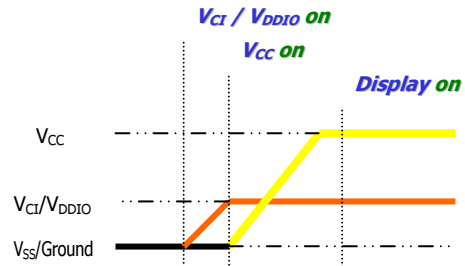 VCI / VDDIO on
VCC on
Display on
VCC
VCI/VDDIO
VSS/Ground